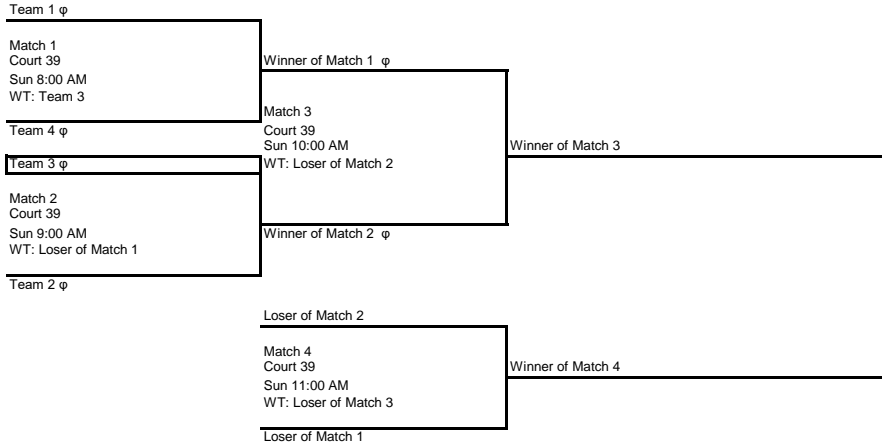 Team 1 φ
Match 1
Court 39
Sun 8:00 AM
WT: Team 3
Team 4 φ
Team 3 φ
Match 2
Court 39
Sun 9:00 AM
WT: Loser of Match 1
Team 2 φ
Winner of Match 1 φ
Match 3
Court 39
Sun 10:00 AM
WT: Loser of Match 2
Winner of Match 2 φ
Winner of Match 3
Loser of Match 2
Match 4
Court 39
Sun 11:00 AM
WT: Loser of Match 3
Loser of Match 1
Winner of Match 4